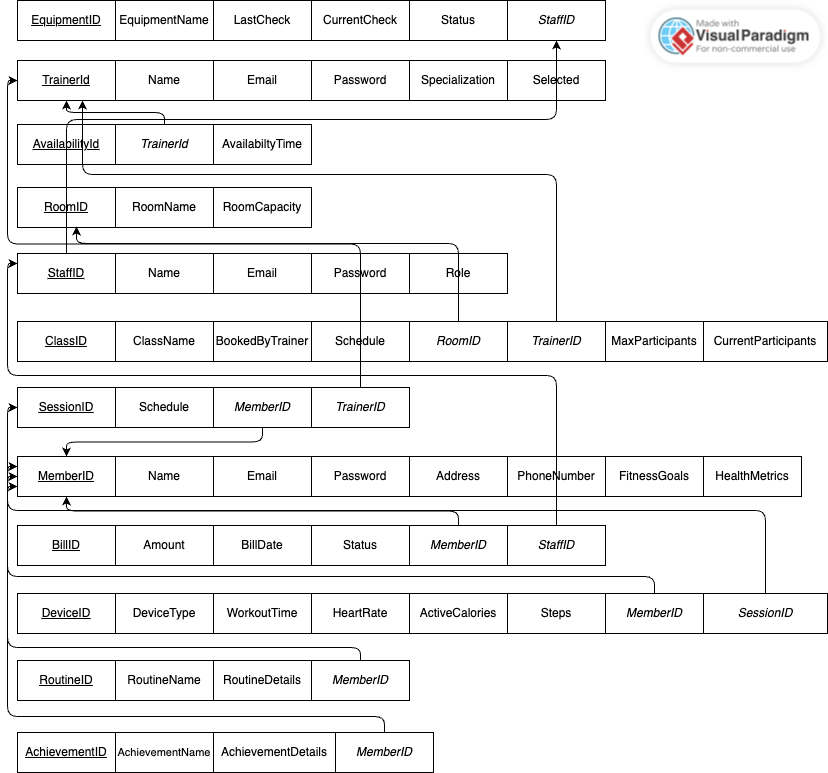 EquipmentID EquipmentName LastCheck CurrentCheck Status StaffID
Made with
VisualParadigm
For non-commercial use
TrainerId Name Email Password Specialization Selected
AvailabilityId TrainerId AvailabiltyTime
RoomID RoomName RoomCapacity
StaffID Name Email Password Role
ClassID ClassName BookedByTrainer Schedule RoomID TrainerID MaxParticipants CurrentParticipants
SessionID Schedule MemberID TrainerID
MemberID Name Email Password Address PhoneNumber FitnessGoals HealthMetrics
BillID Amount BillDate Status MemberID StaffID
DeviceID DeviceType WorkoutTime HeartRate ActiveCalories Steps MemberID SessionID
RoutineID RoutineName RoutineDetails MemberID
AchievementID AchievementName AchievementDetails MemberID